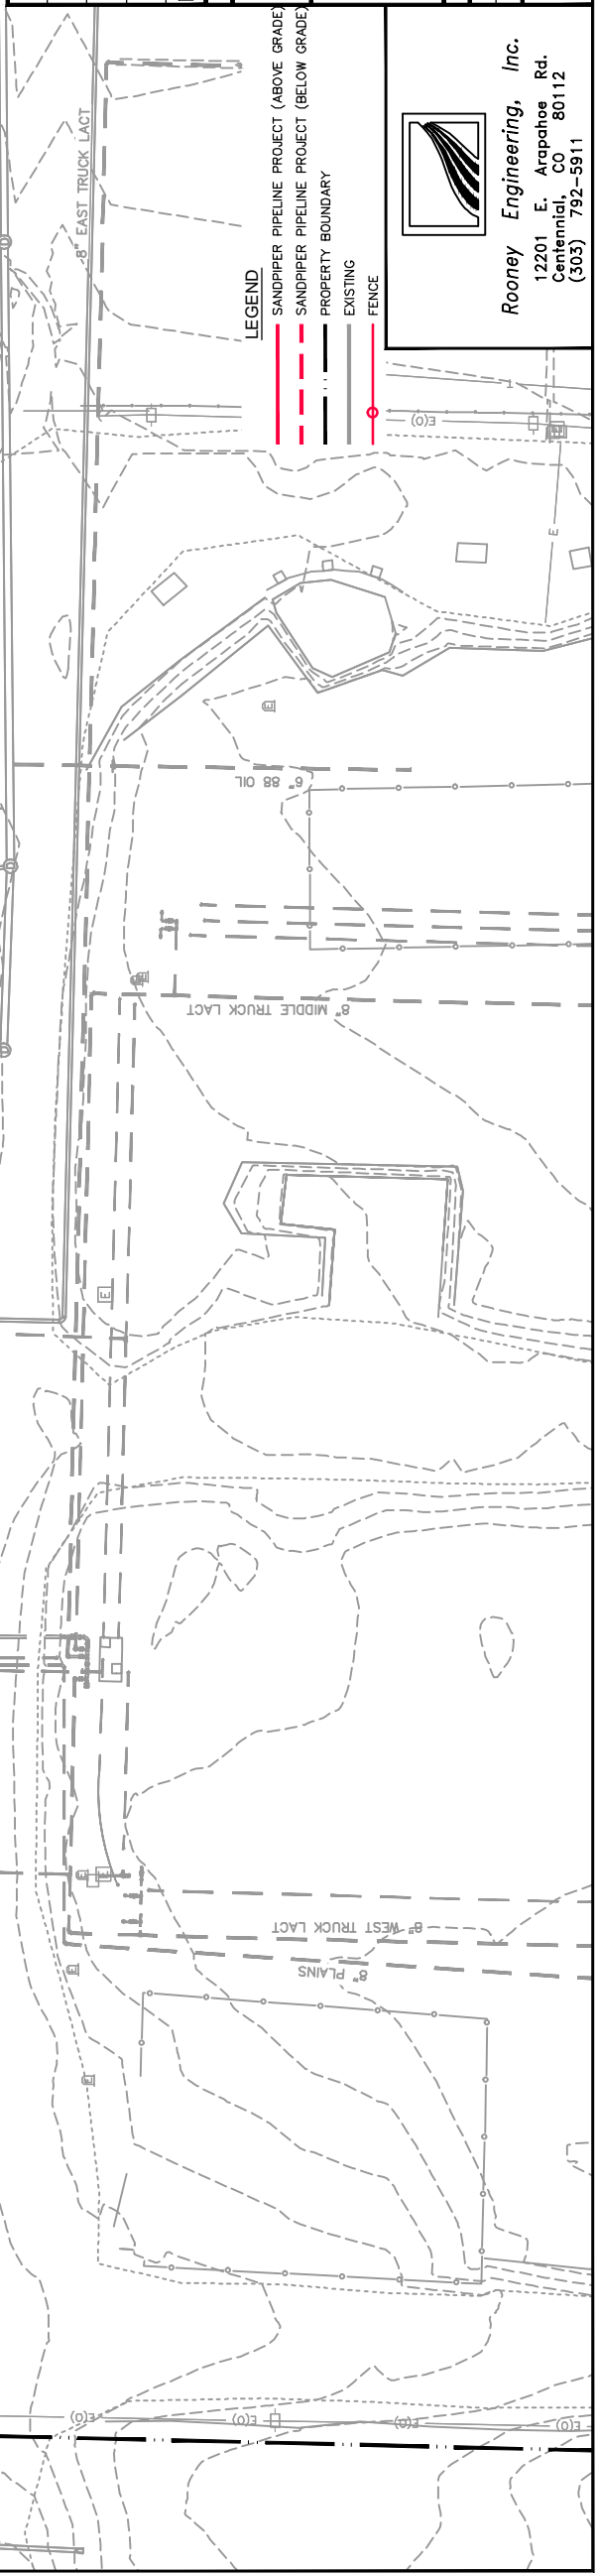 8" EAST TRUCK LACT
LEGEND
SANDPIPER PIPELINE PROJECT (ABOVE GRADE)
SANDPIPER PIPELINE PROJECT (BELOW GRADE)
PROPERTY BOUNDARY
EXISTING
FENCE
Rooney Engineering, Inc.
12201 E. Arapahoe Rd.
Centennial, CO 80112
(303) 792-5911
E(O)
T
E
E
E
6" 88 OIL
8" MIDDLE TRUCK LACT
E
8" WEST TRUCK LACT
8" PLAINS
E
E
E
E
E(O)
E(O)
E(O)
E(O)
D
D
D